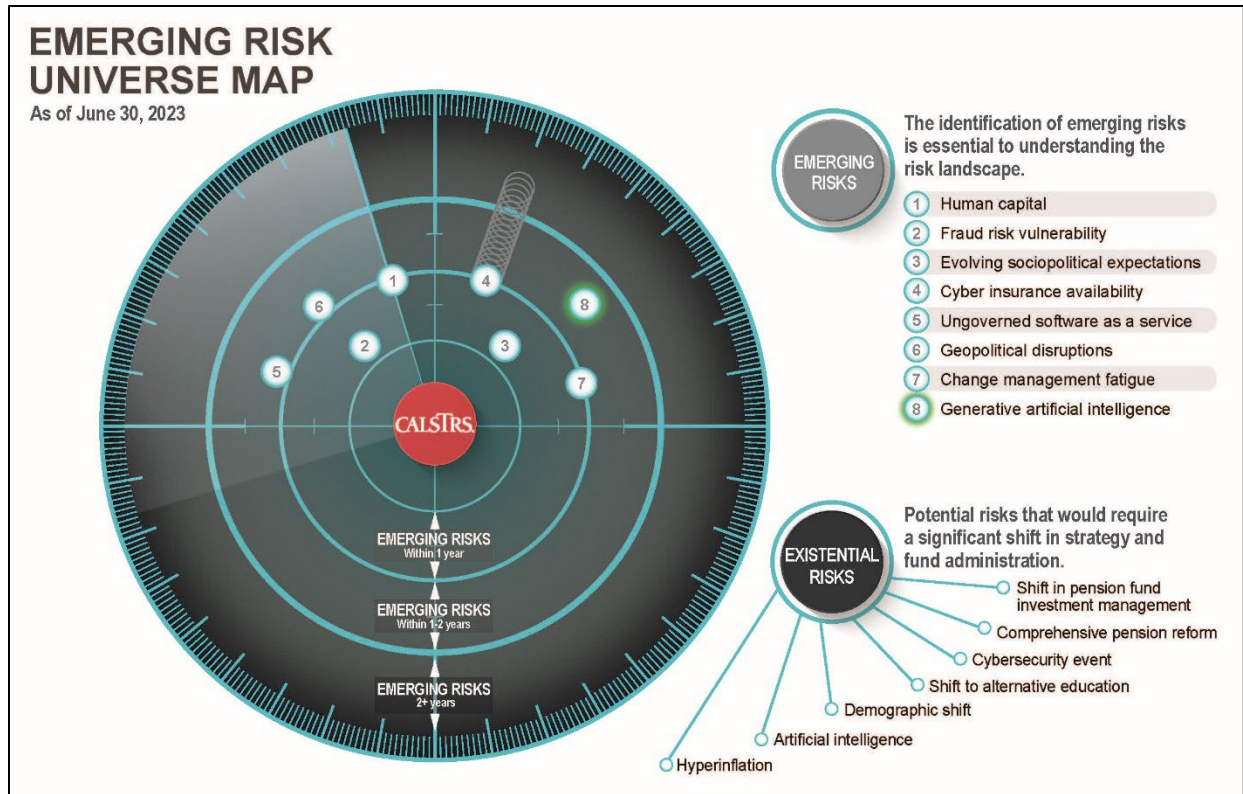 EMERGING RISK
UNIVERSE MAP
As of June 30, 2023
1
4
6
8
2
3
5
7
CALSTRS.
EMERGING RISKS
Within 1 year
EMERGING RISKS
Within 1-2 years
EMERGING RISKS
2+ years
EMERGING
RISKS
The identification of emerging risks
is essential to understanding the
risk landscape.
1 Human capital
2 Fraud risk vulnerability
3 Evolving sociopolitical expectations
4 Cyber insurance availability
5 Ungoverned software as a service
6 Geopolitical disruptions
7 Change management fatigue
8 Generative artificial intelligence
EXISTENTIAL
RISKS
Potential risks that would require
a significant shift in strategy and
fund administration.
Shift in pension fund
investment management
Comprehensive pension reform
Cybersecurity event
Shift to alternative education
Demographic shift
Artificial intelligence
Hyperinflation